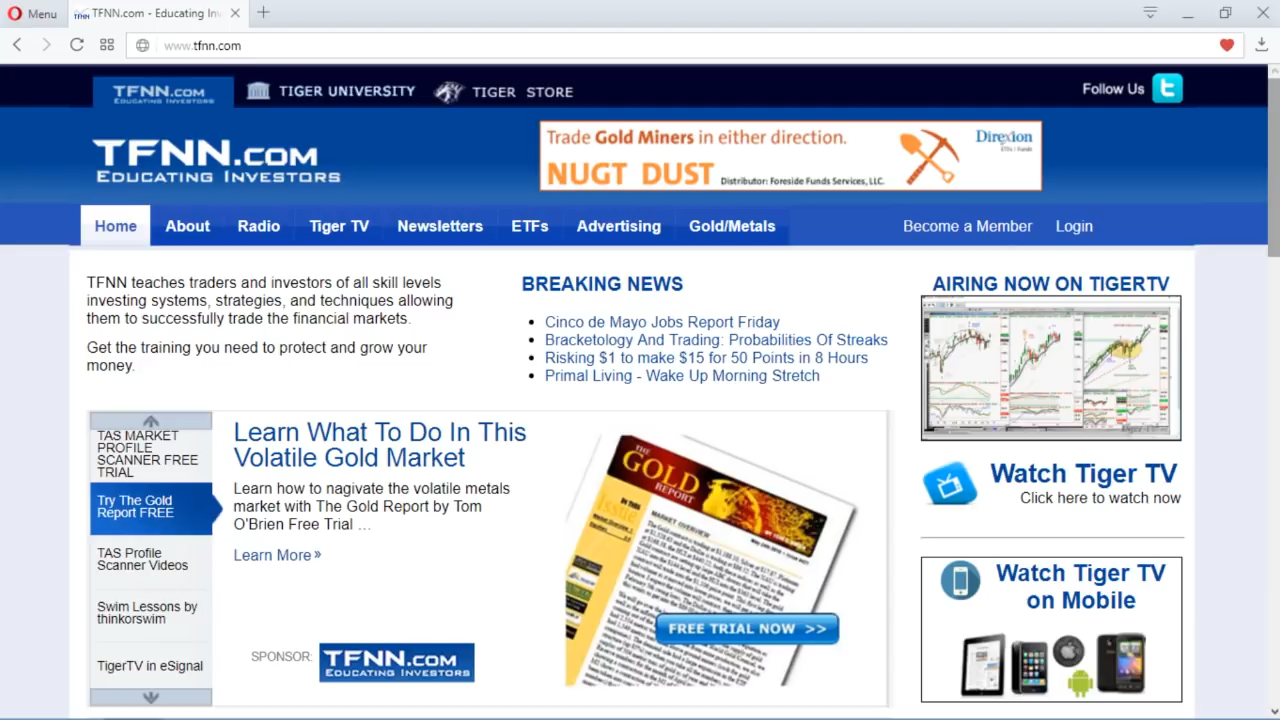 Menu
TFNN.com - Educating Inv
www.tfnn.com
TFNN.COM
EDUCATING INVESTORS
TIGER UNIVERSITY
TIGER STORE
Follow Us
TFNN.COM
EDUCATING INVESTORS
Trade Gold Miners in either direction.
NUGT DUST
Distributor: Foreside Funds Services, LLC.
Direxion
ETFs / Funds
Home
About
Radio
Tiger TV
Newsletters
ETFs
Advertising
Gold/Metals
Become a Member
Login
TFNN teaches traders and investors of all skill levels
investing systems, strategies, and techniques allowing
them to successfully trade the financial markets.
Get the training you need to protect and grow your
money.
BREAKING NEWS
Cinco de Mayo Jobs Report Friday
Bracketology And Trading: Probabilities Of Streaks
Risking $1 to make $15 for 50 Points in 8 Hours
Primal Living - Wake Up Morning Stretch
AIRING NOW ON TIGERTV
Watch Tiger TV
Click here to watch now
Watch Tiger TV
on Mobile
TAS MARKET
PROFILE
SCANNER FREE
TRIAL
Try The Gold
Report FREE
TAS Profile
Scanner Videos
Swim Lessons by
thinkorswim
TigerTV in eSignal
Learn What To Do In This
Volatile Gold Market
Learn how to nagivate the volatile metals
market with The Gold Report by Tom
O'Brien Free Trial ...
Learn More »
SPONSOR:
TFNN.COM
EDUCATING INVESTORS
THE
GOLD
REPORT
MARKET OVERVIEW
FREE TRIAL NOW >>